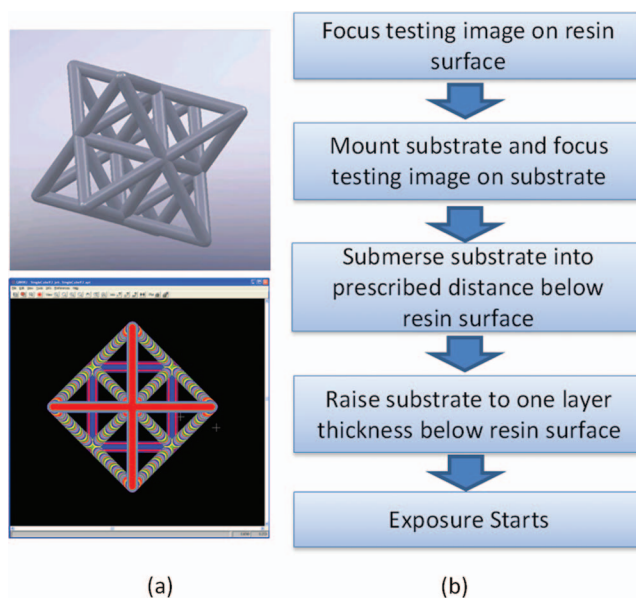 Focus testing image on resin
surface
Mount substrate and focus
testing image on substrate
Submerse substrate into
prescribed distance below
resin surface
Raise substrate to one layer
thickness below resin surface
Exposure Starts
(a)
(b)